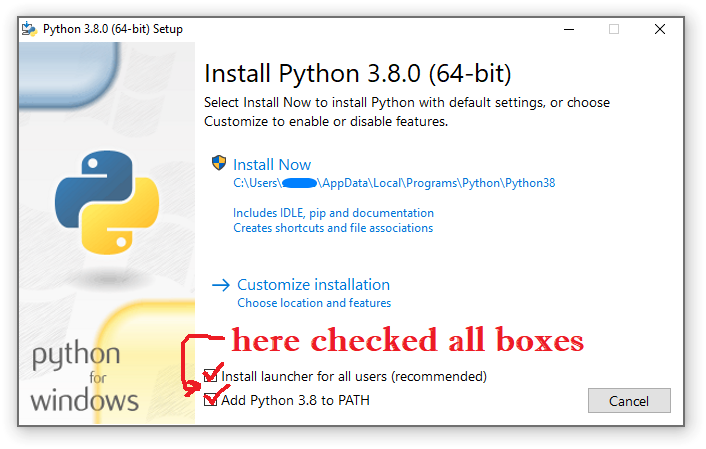 Python 3.8.0 (64-bit) Setup
Install Python 3.8.0 (64-bit)
Select Install Now to install Python with default settings, or choose
Customize to enable or disable features.
Install Now
C:\Users\ \AppData\Local\Programs\Python\Python38
Includes IDLE, pip and documentation
Creates shortcuts and file associations
Customize installation
Choose location and features
here checked all boxes
Install launcher for all users (recommended)
Add Python 3.8 to PATH
Cancel
python
for
windows